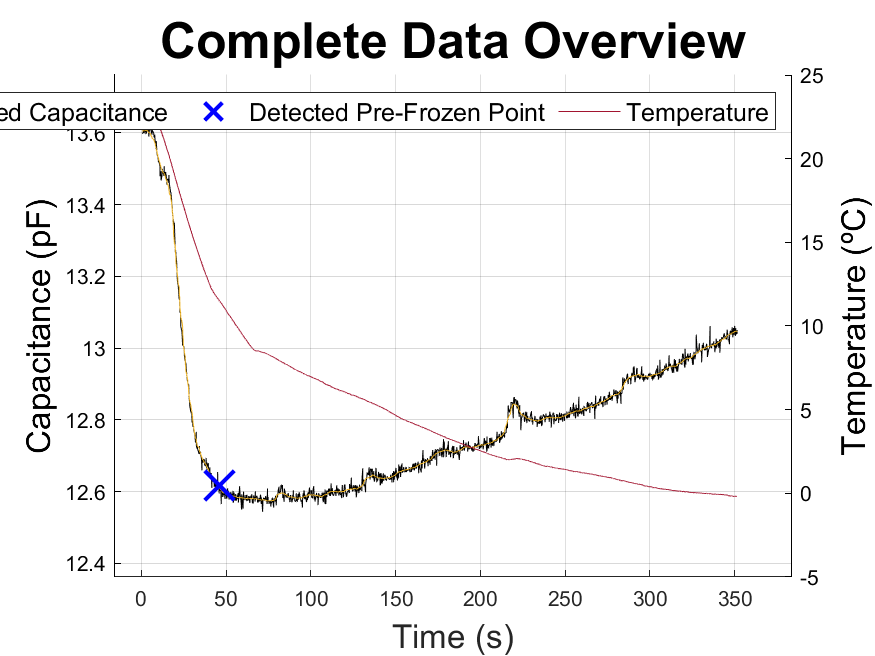 Complete Data Overview
ed Capacitance Detected Pre-Frozen Point Temperature
Capacitance (pF)
13.6
13.4
13.2
13
12.8
12.6
12.4
25
20
15
10
5
0
-5
Temperature (ºC)
0 50 100 150 200 250 300 350
Time (s)